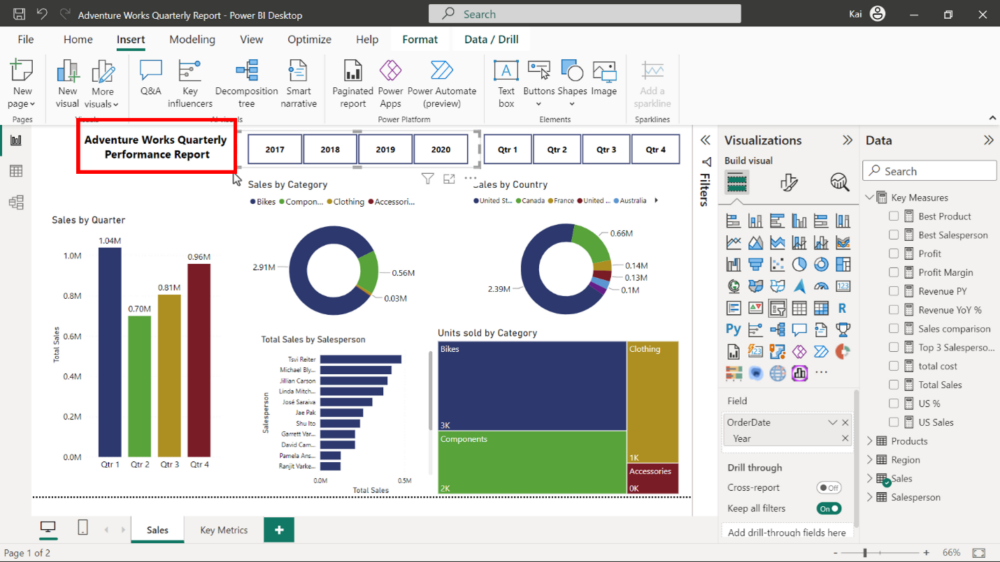 Adventure Works Quarterly Report - Power BI Desktop
Search
Kai
File
Home
Insert
Modeling
View
Optimize
Help
Format
Data / Drill
New
page
New
visual
More
visuals
Q&A
Key
influencers
Decomposition
tree
Smart
narrative
Paginated
report
Power
Apps
Power Automate
(preview)
Text
box
Buttons
Shapes
Image
Add a
sparkline
Pages
Power Platform
Elements
Sparklines
Adventure Works Quarterly
Performance Report
2017
2018
2019
2020
Qtr 1
Qtr 2
Qtr 3
Qtr 4
Sales by Quarter
1.04M
0.70M
0.81M
0.96M
1.0M
0.8M
0.6M
0.4M
0.2M
0.0M
Total Sales
Qtr 1
Qtr 2
Qtr 3
Qtr 4
Sales by Category
Bikes
Compon...
Clothing
Accessori...
2.91M
0.56M
0.03M
Sales by Country
United St...
Canada
France
United ...
Australia
0.66M
0.14M
0.13M
0.1M
2.39M
Total Sales by Salesperson
Salesperson
Tsvi Reiter
Michael Bly...
Jillian Carson
Linda Mitch...
José Saraiva
Jae Pak
Shu Ito
Garrett Var...
David Cam...
Pamela Ans...
Ranjit Varke...
0.0M
0.5M
Total Sales
Units sold by Category
Bikes
3K
Components
2K
Clothing
1K
Accessories
0K
Filters
Visualizations
Build visual
123
R
Py
123
Field
OrderDate
Year
Drill through
Cross-report
Off
Keep all filters
On
Add drill-through fields here
Data
Search
Key Measures
Best Product
Best Salesperson
Profit
Profit Margin
Revenue PY
Revenue YoY %
Sales comparison
Top 3 Salesperso...
total cost
Total Sales
US %
US Sales
Products
Region
Sales
Salesperson
Sales
Key Metrics
+
Page 1 of 2
- +
66%